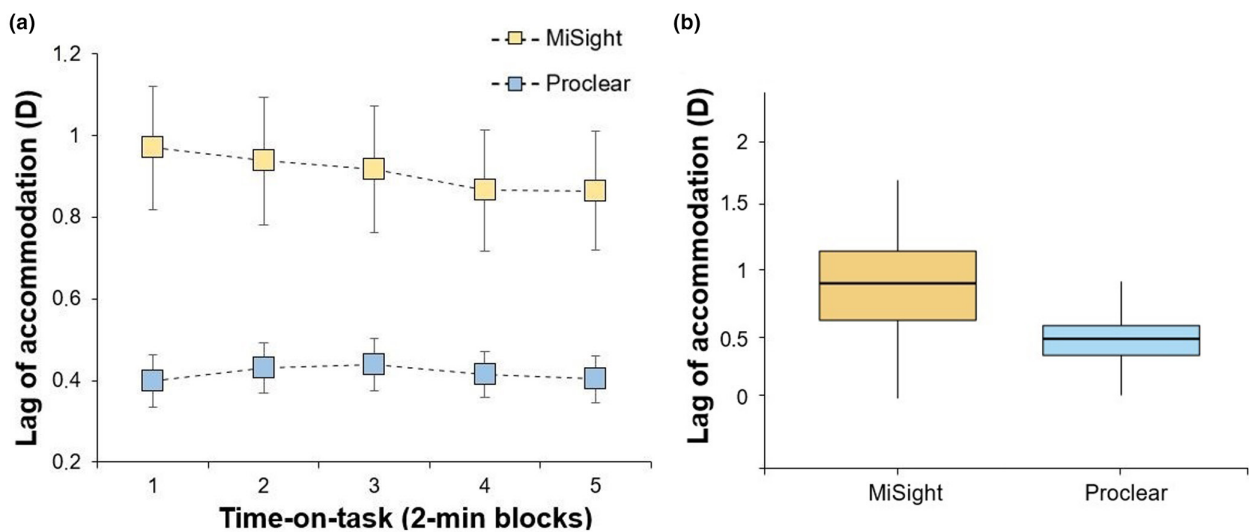 (a)
MiSight
Proclear
1.2
1
0.8
0.6
0.4
0.2
Lag of accommodation (D)
1 2 3 4 5
Time-on-task (2-min blocks)
(b)
2
1.5
1
0.5
0
Lag of accommodation (D)
MiSight Proclear